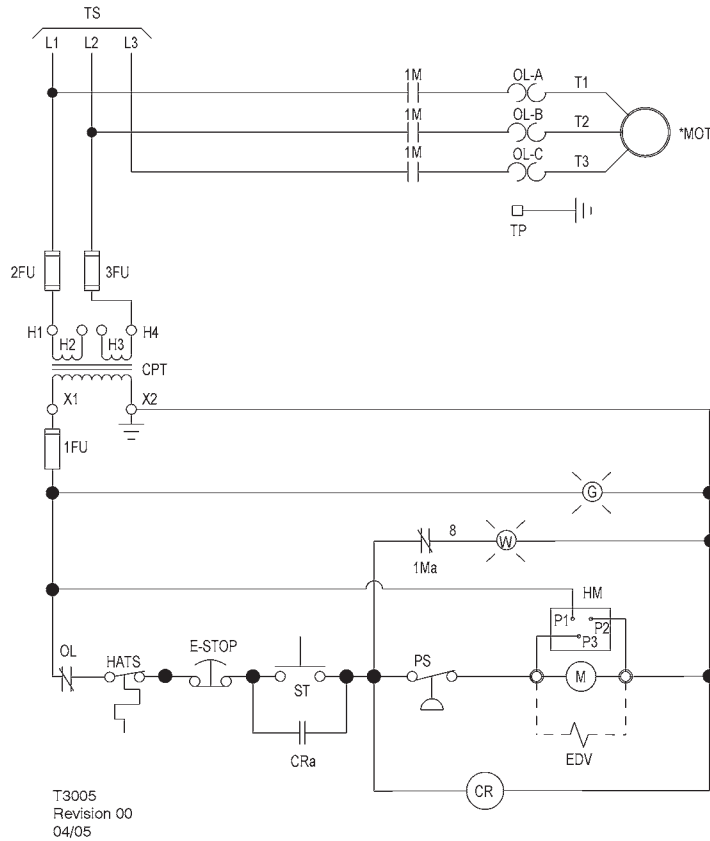 TS
L1 L2 L3
1M OL-A T1
1M OL-B T2 *MOT
1M OL-C T3
TP
2FU 3FU
H1 H2 H3 H4
CPT
X1 X2
1FU
G
8
W
1Ma
HM
P1 P2
P3
OL HATS E-STOP ST PS M
CRa
EDV
CR
T3005
Revision 00
04/05